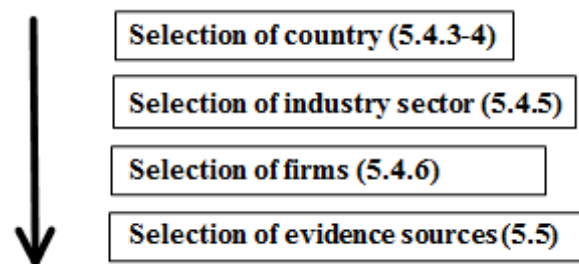 Selection of country (5.4.3-4)
Selection of industry sector (5.4.5)
Selection of firms (5.4.6)
Selection of evidence sources (5.5)